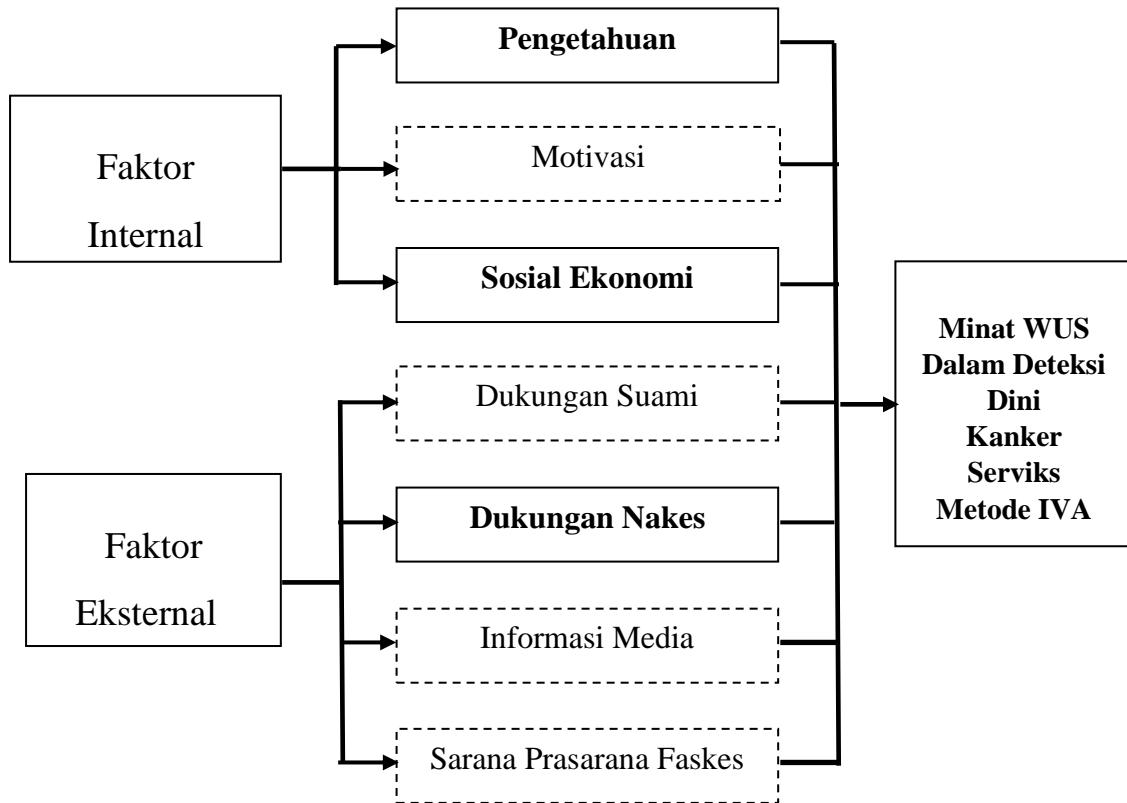 Faktor
Internal
Pengetahuan
Motivasi
Sosial Ekonomi
Faktor
Eksternal
Dukungan Suami
Dukungan Nakes
Informasi Media
Sarana Prasarana Faskes
Minat WUS
Dalam Deteksi
Dini
Kanker
Serviks
Metode IVA